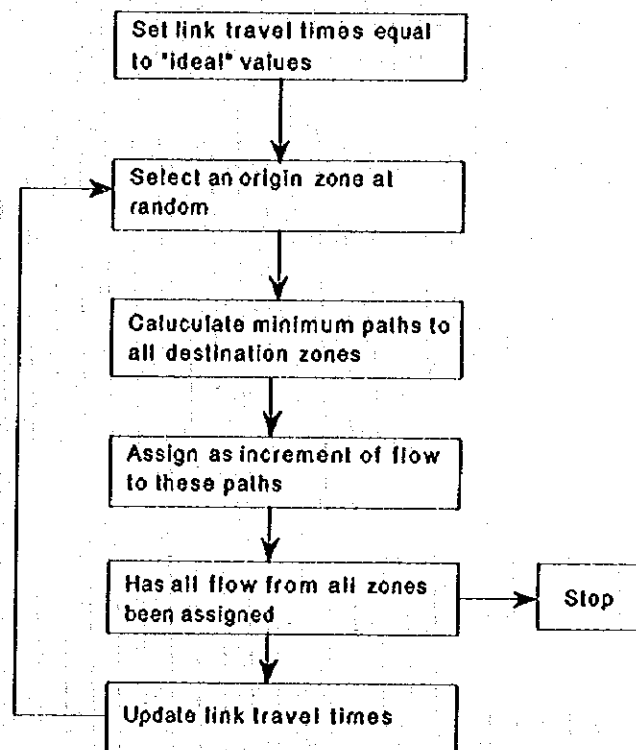 Set link travel times equal
to "ideal" values
Select an origin zone at
random
Caluculate minimum paths to
all destination zones
Assign as increment of flow
to these paths
Has all flow from all zones
been assigned
Stop
Update link travel times